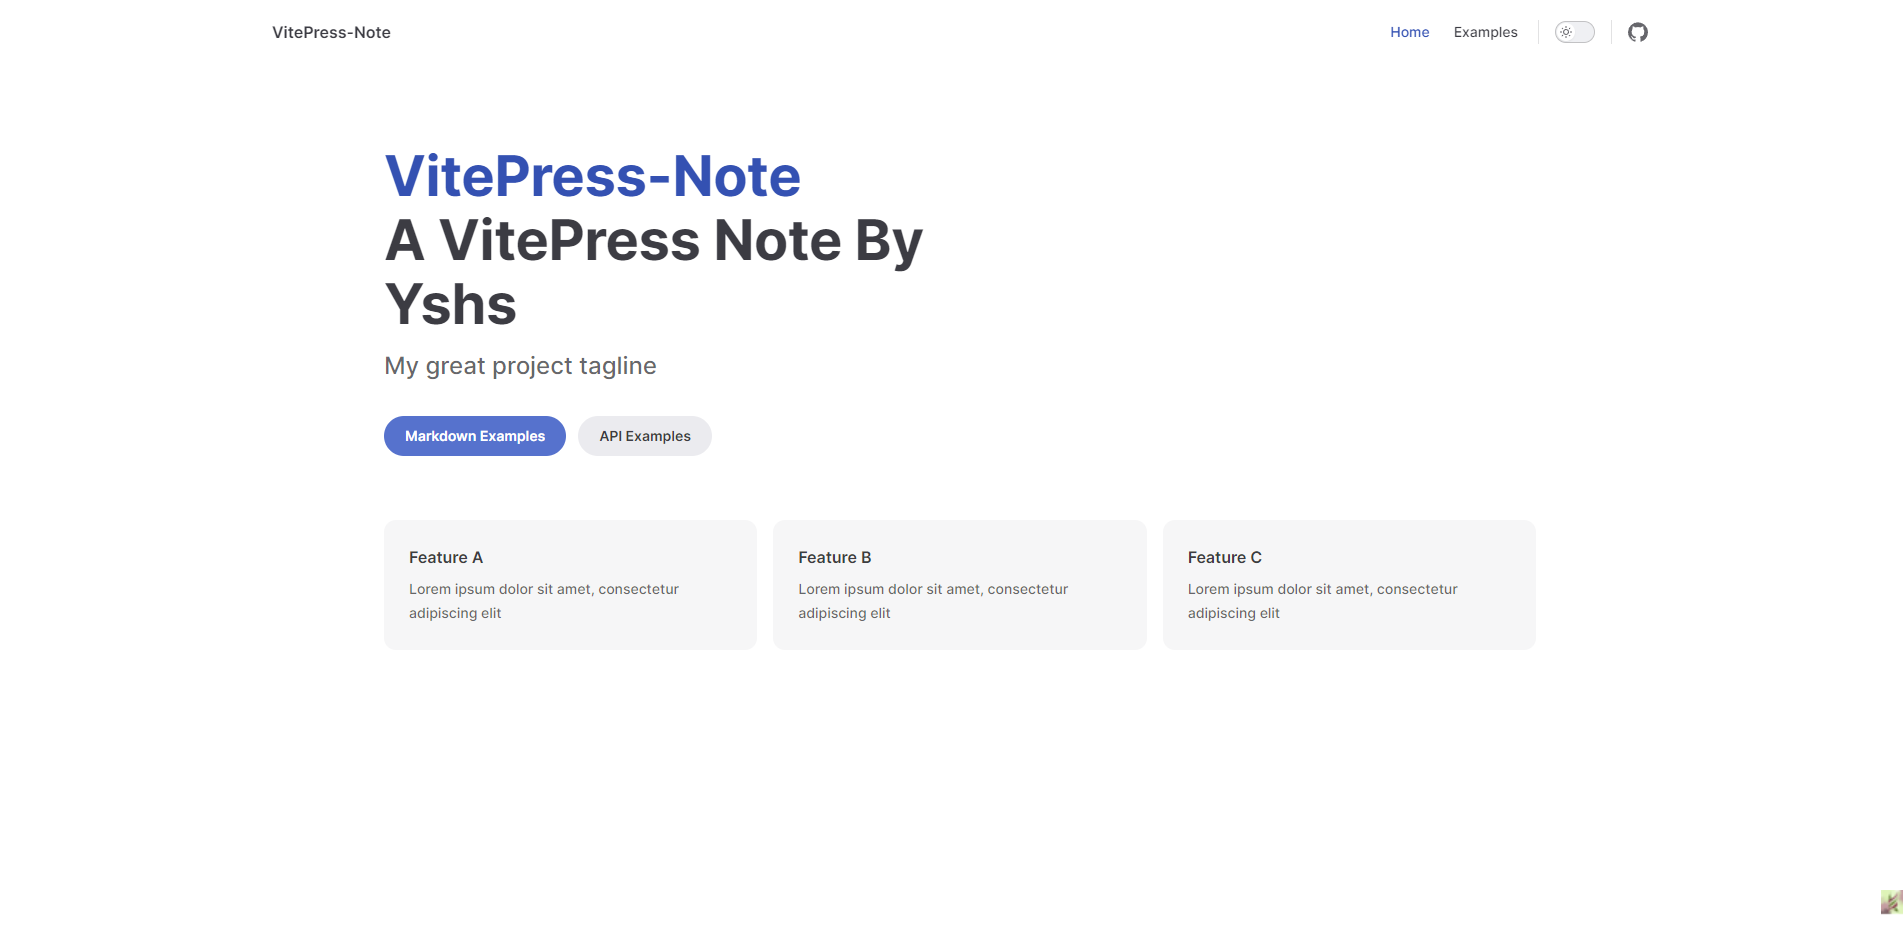 VitePress-Note
Home
Examples
VitePress-Note
A VitePress Note By
Yshs
My great project tagline
Markdown Examples
API Examples
Feature A
Lorem ipsum dolor sit amet, consectetur
adipiscing elit
Feature B
Lorem ipsum dolor sit amet, consectetur
adipiscing elit
Feature C
Lorem ipsum dolor sit amet, consectetur
adipiscing elit